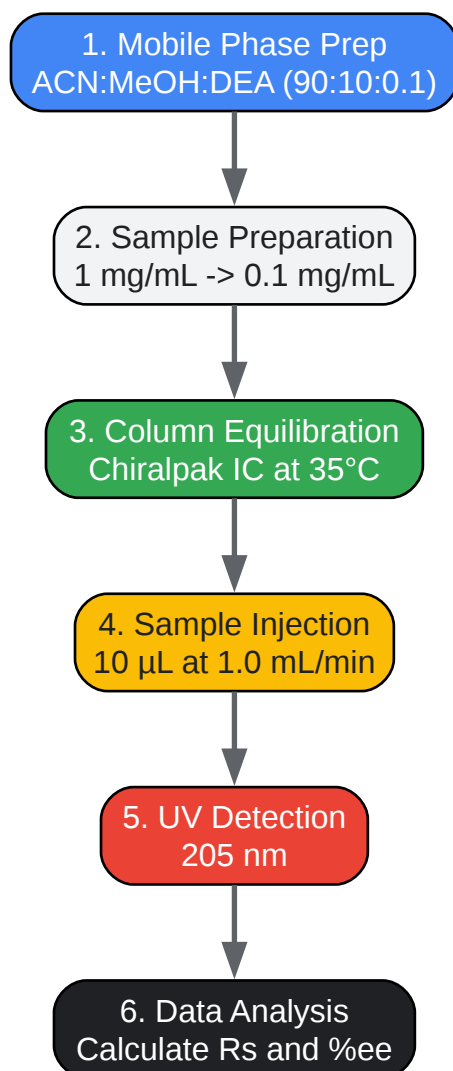 1. Mobile Phase Prep
ACN:MeOH:DEA (90:10:0.1)
2. Sample Preparation
1 mg/mL -> 0.1 mg/mL
3. Column Equilibration
Chiralpak IC at 35°C
4. Sample Injection
10 µL at 1.0 mL/min
5. UV Detection
205 nm
6. Data Analysis
Calculate Rs and %ee